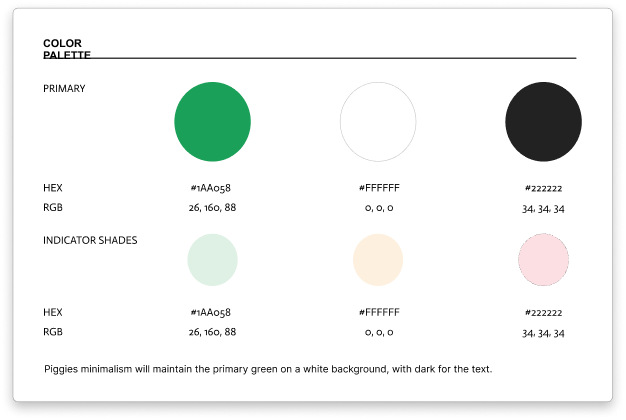 COLOR
PALETTE
PRIMARY
HEX #1AA058 #FFFFFF #222222
RGB 26, 160, 88 0, 0, 0 34, 34, 34
INDICATOR SHADES
HEX #1AA058 #FFFFFF #222222
RGB 26, 160, 88 0, 0, 0 34, 34, 34
Piggies minimalism will maintain the primary green on a white background, with dark for the text.